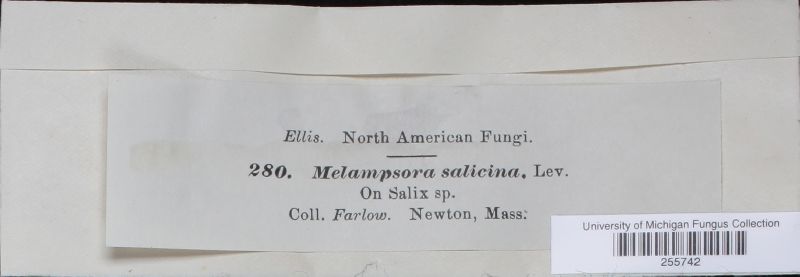 Ellis. North American Fungi.
280. Melampsora salicina, Lev.
On Salix sp.
Coll. Farlow. Newton, Mass.
University of Michigan Fungus Collection
255742